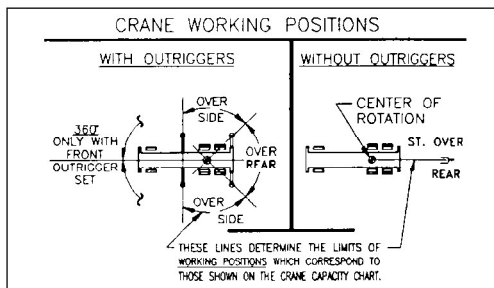 CRANE WORKING POSITIONS
WITH OUTRIGGERS
360°
ONLY WITH
FRONT
OUTRIGGER
SET
OVER
SIDE
OVER
REAR
OVER
SIDE
WITHOUT OUTRIGGERS
CENTER OF
ROTATION
ST. OVER
REAR
THESE LINES DETERMINE THE LIMITS OF
WORKING POSITIONS WHICH CORRESPOND TO
THOSE SHOWN ON THE CRANE CAPACITY CHART.